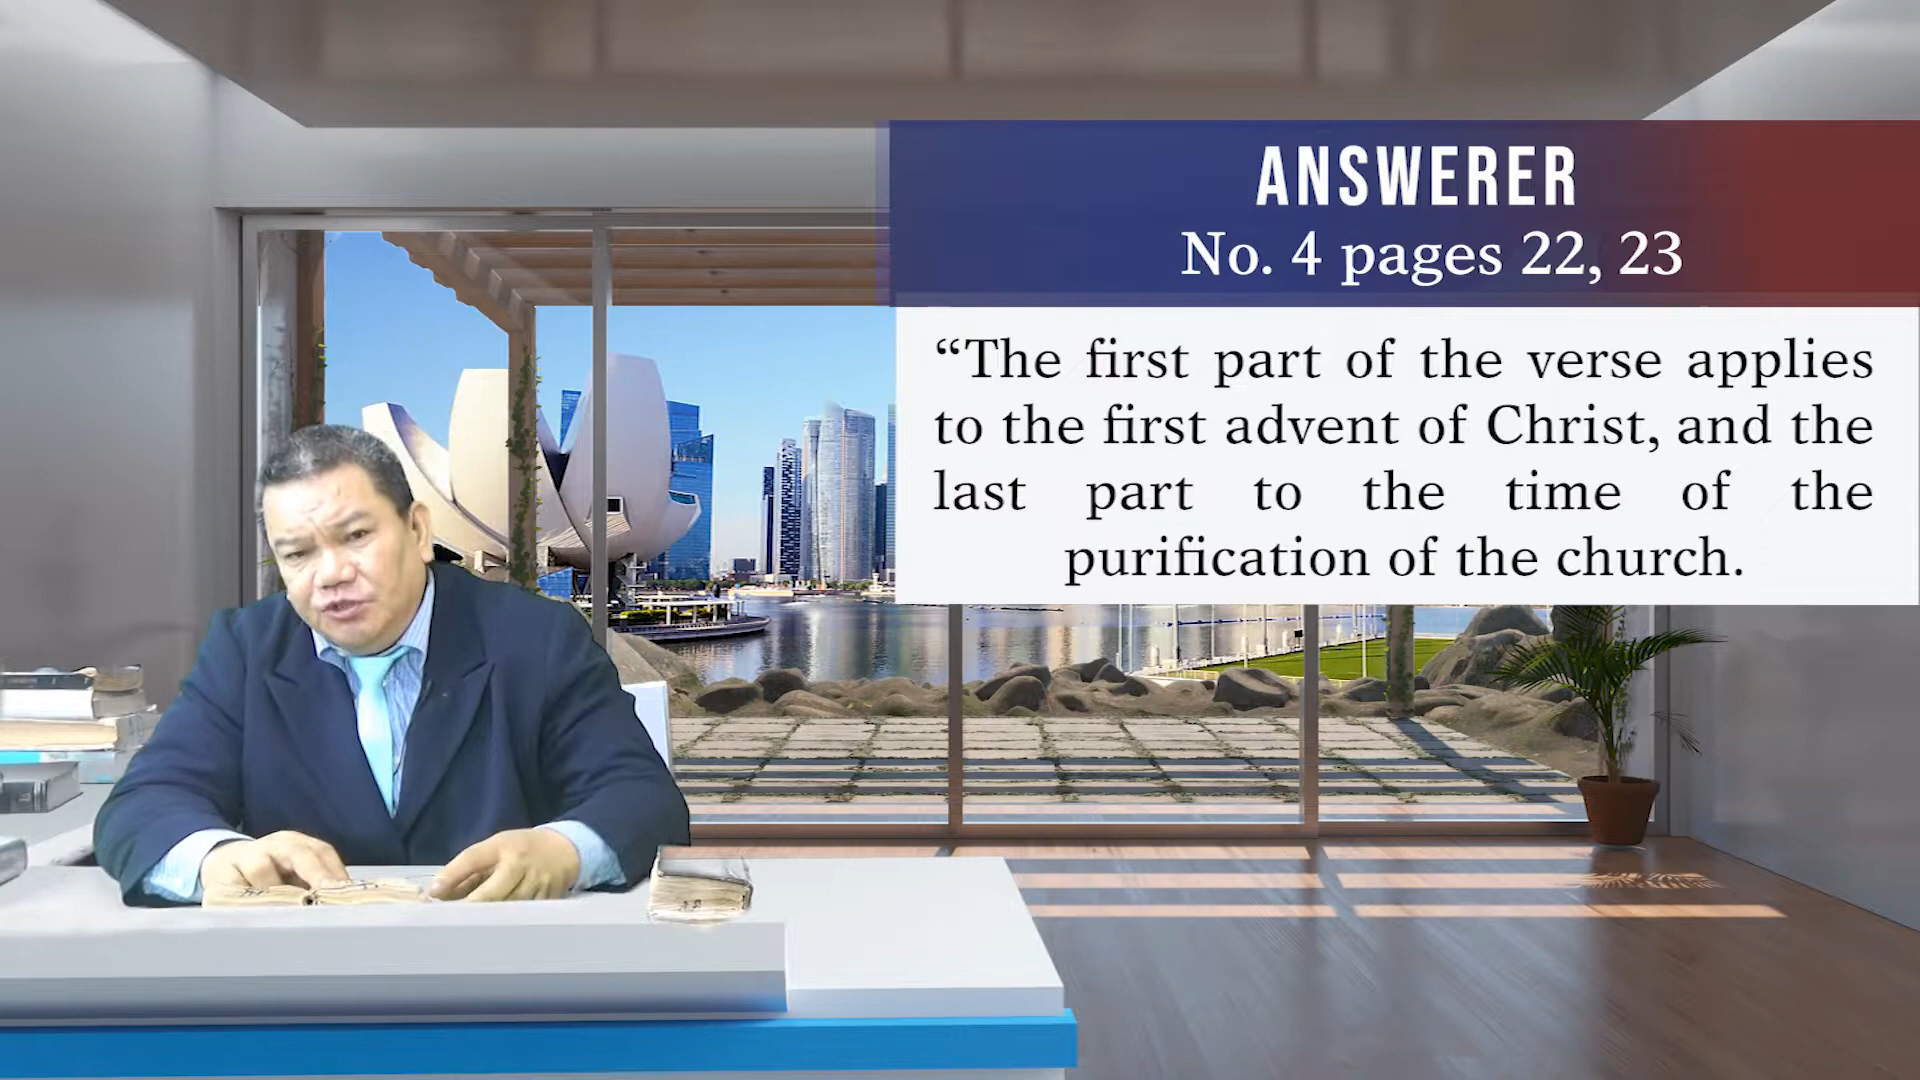 ANSWERER
No. 4 pages 22, 23
“The first part of the verse applies
to the first advent of Christ, and the
last part to the time of the
purification of the church.